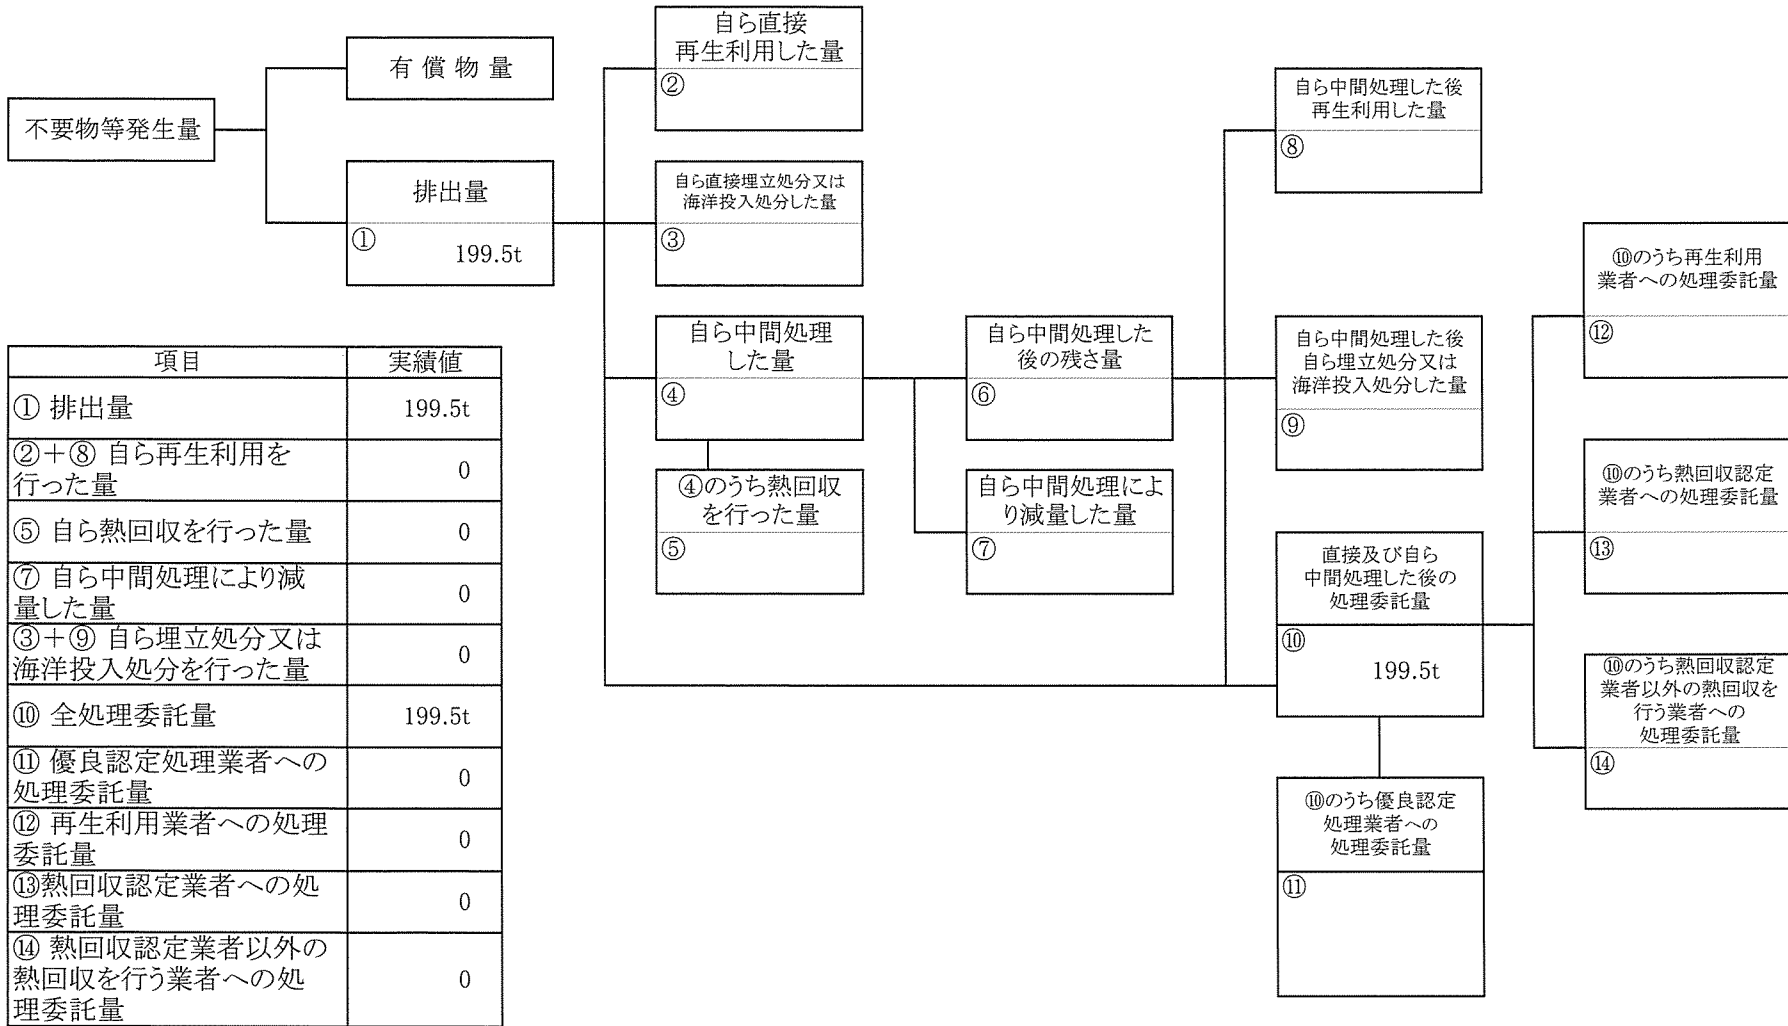 不要物等発生量
有償物量
排出量
①
199.5t
自ら直接
再生利用した量
②
自ら直接埋立処分又は
海洋投入処分した量
③
自ら中間処理
した量
④
④のうち熱回収
を行った量
⑤
自ら中間処理した
後の残さ量
⑥
自ら中間処理によ
り減量した量
⑦
自ら中間処理した後
再生利用した量
⑧
自ら中間処理した後
自ら埋立処分又は
海洋投入処分した量
⑨
直接及び自ら
中間処理した後の
処理委託量
⑩
199.5t
⑩のうち優良認定
処理業者への
処理委託量
⑪
⑩のうち再生利用
業者への処理委託量
⑫
⑩のうち熱回収認定
業者への処理委託量
⑬
⑩のうち熱回収認定
業者以外の熱回収を
行う業者への
処理委託量
⑭
項目 実績値
① 排出量 199.5t
②+⑧ 自ら再生利用を
行った量 0
⑤ 自ら熱回収を行った量 0
⑦ 自ら中間処理により減
量した量 0
③+⑨ 自ら埋立処分又は
海洋投入処分を行った量 0
⑩ 全処理委託量 199.5t
⑪ 優良認定処理業者への
処理委託量 0
⑫ 再生利用業者への処理
委託量 0
⑬熱回収認定業者への処
理委託量 0
⑭ 熱回収認定業者以外の
熱回収を行う業者への処
理委託量 0